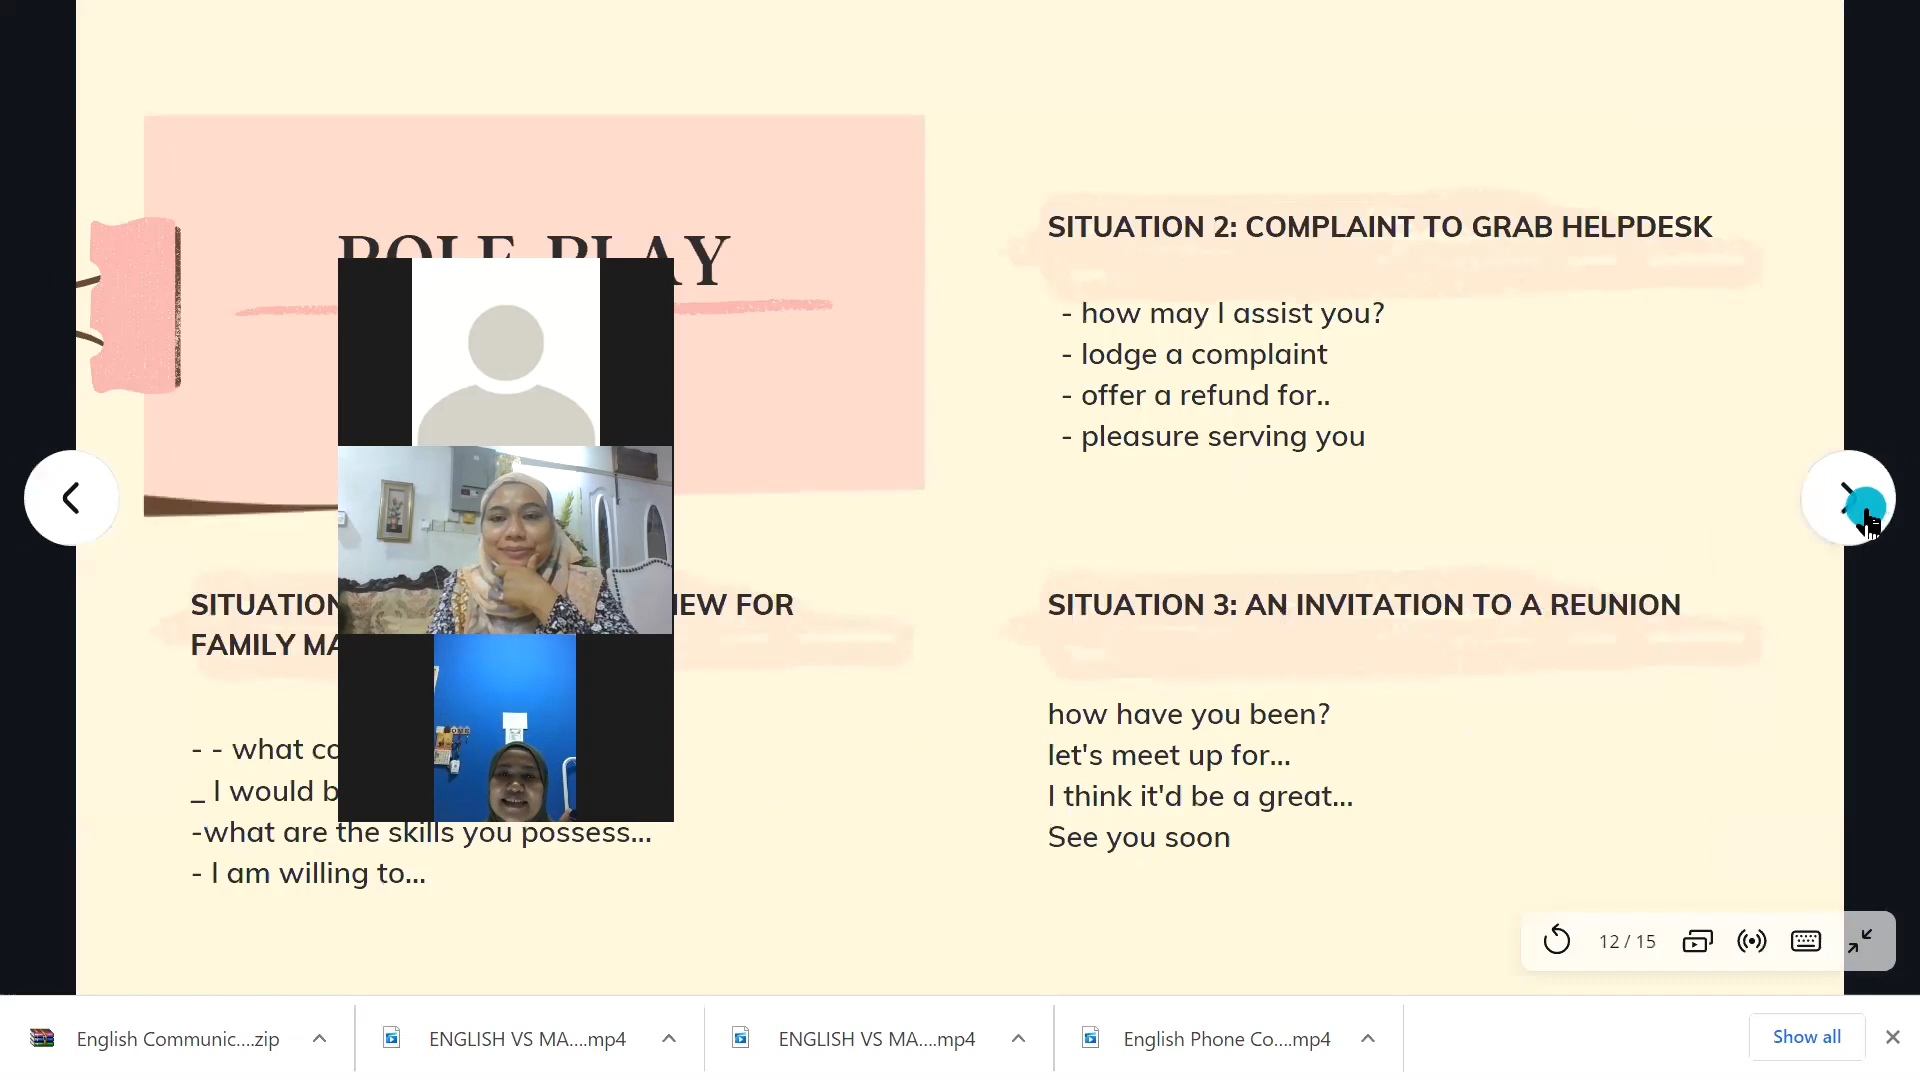 ROLE PLAY
SITUATION
IEW FOR
FAMILY MA
- - what co
_ I would b
-what are the skills you possess...
- I am willing to...
SITUATION 2: COMPLAINT TO GRAB HELPDESK
- how may I assist you?
- lodge a complaint
- offer a refund for..
- pleasure serving you
SITUATION 3: AN INVITATION TO A REUNION
how have you been?
let's meet up for...
I think it'd be a great...
See you soon
12 / 15
English Communic....zip
ENGLISH VS MA....mp4
ENGLISH VS MA....mp4
English Phone Co....mp4
Show all